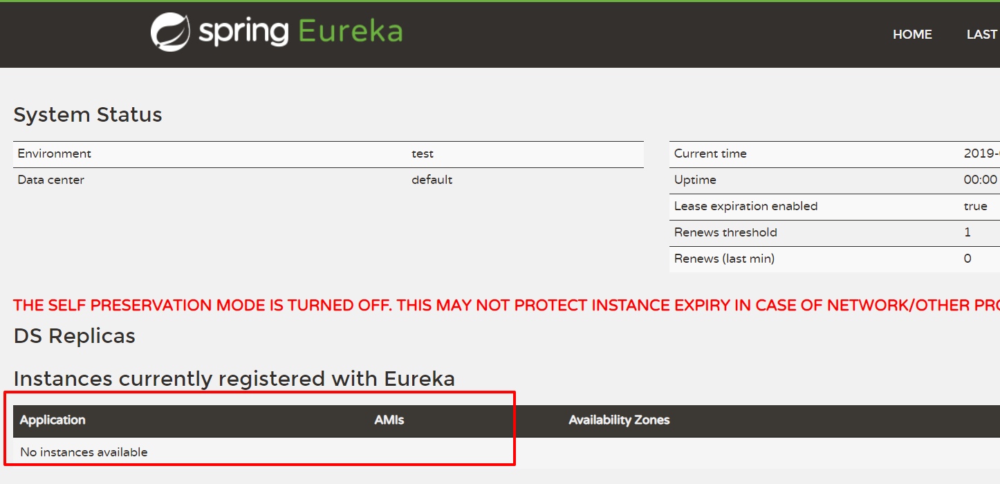 spring Eureka
HOME
LAST
System Status
Environment test
Data center default
Current time 2019-
Uptime 00:00
Lease expiration enabled true
Renews threshold 1
Renews (last min) 0
THE SELF PRESERVATION MODE IS TURNED OFF. THIS MAY NOT PROTECT INSTANCE EXPIRY IN CASE OF NETWORK/OTHER
DS Replicas
Instances currently registered with Eureka
Application AMIs Availability Zones
No instances available